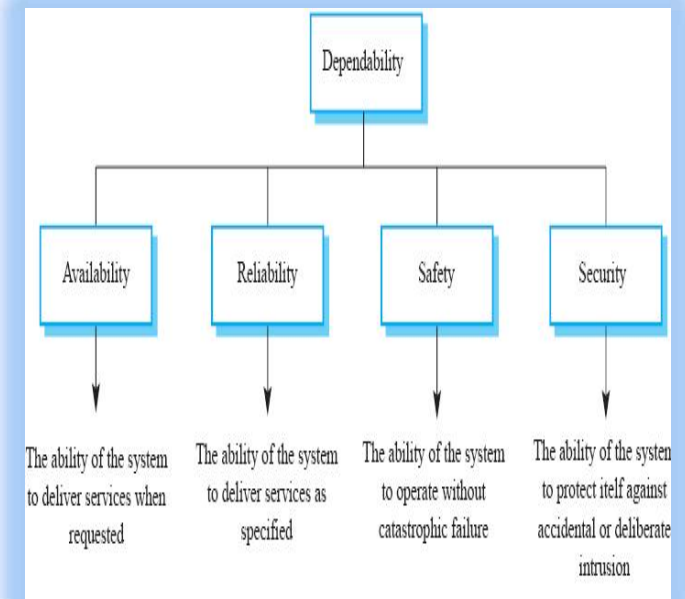 Dependability
Availability
Reliability
Safety
Security
The ability of the system
to deliver services when
requested
The ability of the system
to deliver services as
specified
The ability of the system
to operate without
catastrophic failure
The ability of the system
to protect itelf against
accidental or deliberate
intrusion